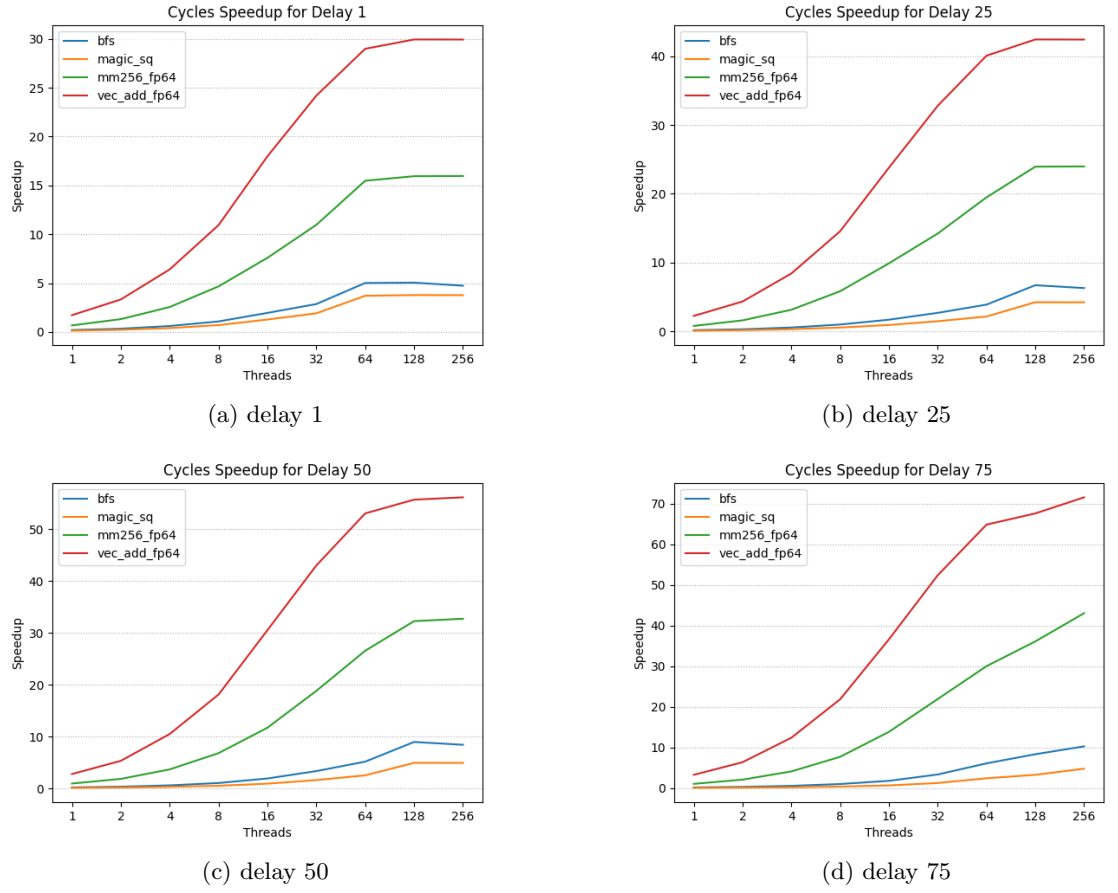 Cycles Speedup for Delay 1
bfs
magic_sq
mm256_fp64
vec_add_fp64
30
25
20
15
10
5
0
Speedup
1 2 4 8 16 32 64 128 256
Threads
(a) delay 1
Cycles Speedup for Delay 25
bfs
magic_sq
mm256_fp64
vec_add_fp64
40
30
20
10
0
Speedup
1 2 4 8 16 32 64 128 256
Threads
(b) delay 25
Cycles Speedup for Delay 50
bfs
magic_sq
mm256_fp64
vec_add_fp64
50
40
30
20
10
0
Speedup
1 2 4 8 16 32 64 128 256
Threads
(c) delay 50
Cycles Speedup for Delay 75
bfs
magic_sq
mm256_fp64
vec_add_fp64
70
60
50
40
30
20
10
0
Speedup
1 2 4 8 16 32 64 128 256
Threads
(d) delay 75